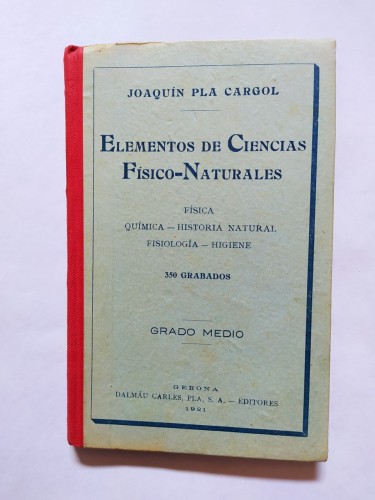 JOAQUÍN PLA CARGOL
ELEMENTOS DE CIENCIAS
FÍSICO-NATURALES
FÍSICA
QUÍMICA — HISTORIA NATURAL
FISIOLOGÍA — HIGIENE
350 GRABADOS
GRADO MEDIO
GERONA
DALMÁU CARLES, PLA, S. A. — EDITORES
1921